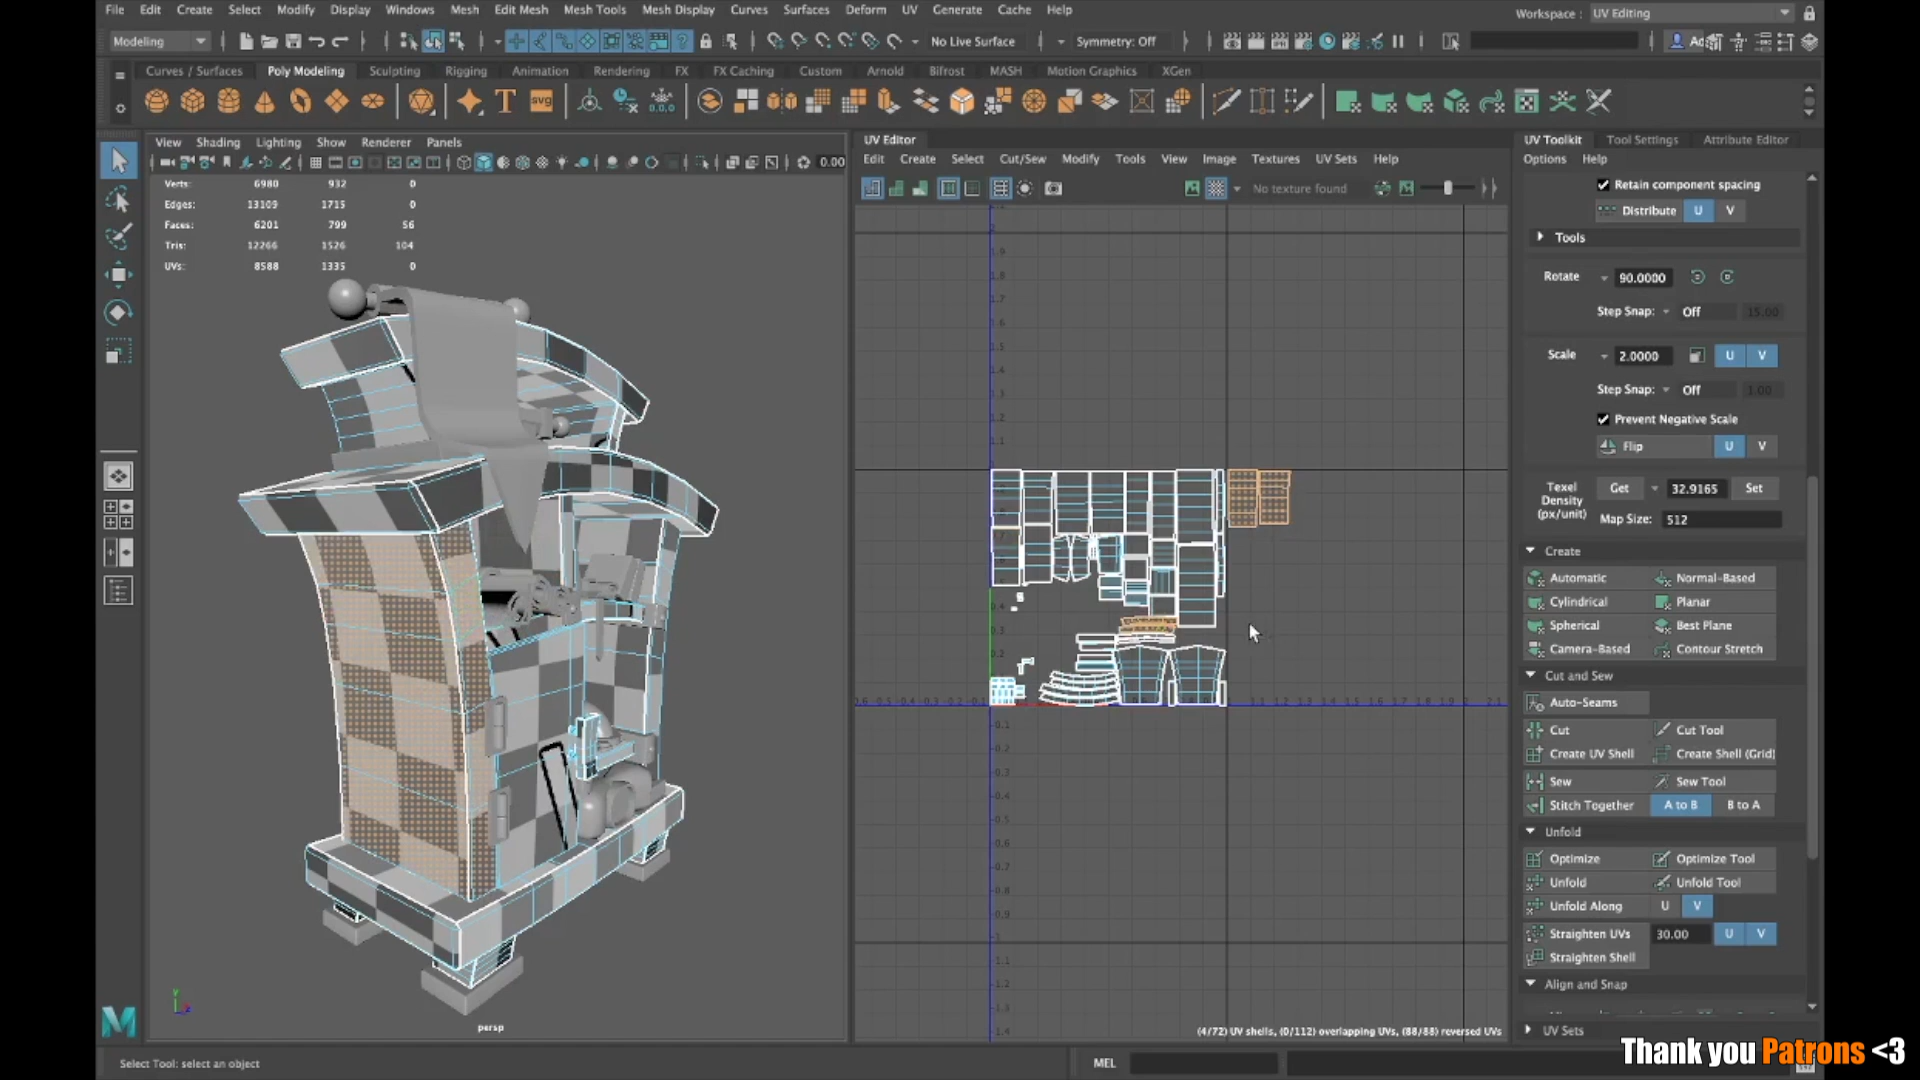 File Edit Create Select Modify Display Windows Mesh Edit Mesh Mesh Tools Mesh Display Curves Surfaces Deform UV Generate Cache Help
Workspace : UV Editing
Modeling No Live Surface Symmetry: Off
Curves / Surfaces Poly Modeling Sculpting Rigging Animation Rendering FX FX Caching Custom Arnold Bifrost MASH Motion Graphics XGen
View Shading Lighting Show Renderer Panels
0.00
Verts: 6980 932 0
Edges: 13109 1715 0
Faces: 6201 799 56
Tris: 12266 1526 104
UVs: 8588 1335 0
persp
UV Editor
Edit Create Select Cut/Sew Modify Tools View Image Textures UV Sets Help
No texture found
(4/72) UV shells, (0/112) overlapping UVs, (88/88) reversed UVs
UV Toolkit Tool Settings Attribute Editor
Options Help
Retain component spacing
Distribute U V
Tools
Rotate 90.0000
Step Snap: Off 15.00
Scale 2.0000 U V
Step Snap: Off 1.00
Prevent Negative Scale
Flip U V
Texel Density (px/unit) Get 32.9165 Set
Map Size: 512
Create
Automatic Normal-Based
Cylindrical Planar
Spherical Best Plane
Camera-Based Contour Stretch
Cut and Sew
Auto-Seams
Cut Cut Tool
Create UV Shell Create Shell (Grid)
Sew Sew Tool
Stitch Together A to B B to A
Unfold
Optimize Optimize Tool
Unfold Unfold Tool
Unfold Along U V
Straighten UVs 30.00 U V
Straighten Shell
Align and Snap
UV Sets
Select Tool: select an object
MEL
Thank you Patrons <3